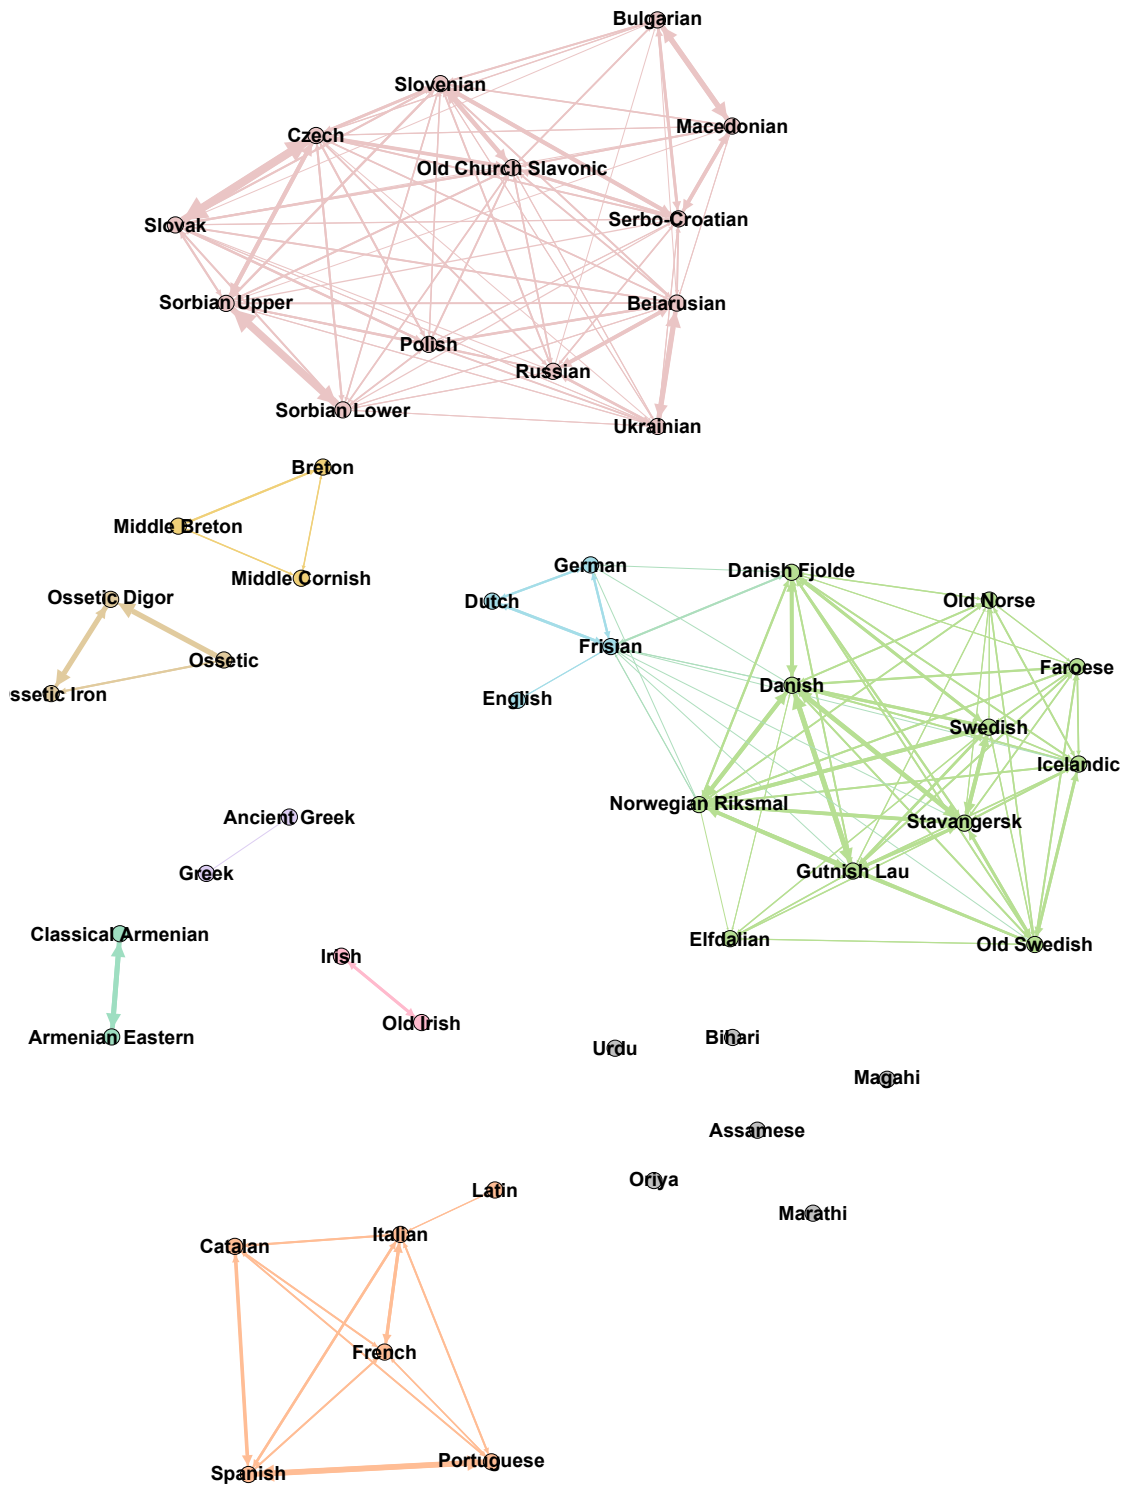 Bulgarian
Slovenian
Macedonian
Czech
Old Church Slavonic
Serbo-Croatian
Slovak
Sorbian Upper
Belarusian
Polish
Russian
Sorbian Lower
Ukrainian
Breton
Middle Breton
Middle Cornish
German
Danish Fjolde
Ossetic Digor
Dutch
Old Norse
Ossetic
Frisian
Faroese
ssetic Iron
English
Danish
Swedish
Icelandic
Norwegian Riksmal
Ancient Greek
Stavangersk
Greek
Gutnish Lau
Classical Armenian
Elfdalian
Old Swedish
Irish
Old Irish
Armenian Eastern
Urdu
Bihari
Magahi
Assamese
Oriya
Latin
Marathi
Italian
Catalan
French
Portuguese
Spanish